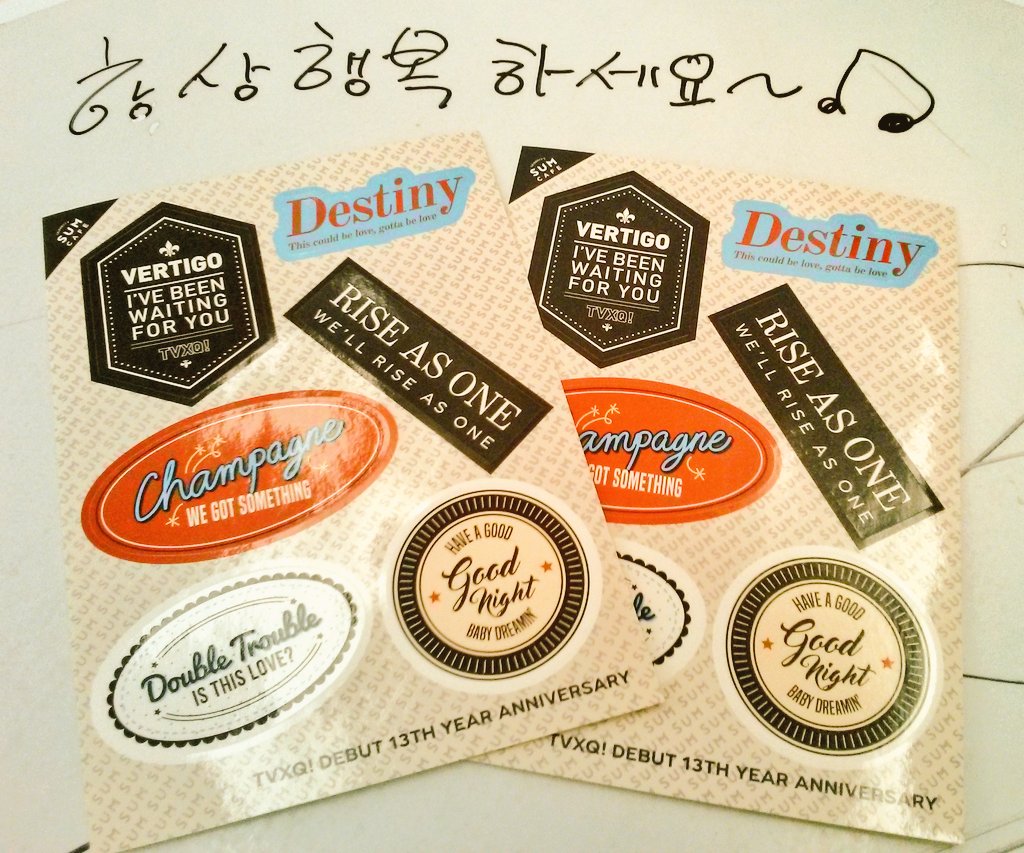 항상 행복 하세요~
SUM
CAFE
VERTIGO
I'VE BEEN
WAITING
FOR YOU
TVXQ!
Destiny
This could be love, gotta be love
RISE AS ONE
WE'LL RISE AS ONE
Champagne
WE GOT SOMETHING
HAVE A GOOD
Good
Night
BABY DREAMIN'
Double Trouble
IS THIS LOVE?
TVXQ! DEBUT 13TH YEAR ANNIVERSARY
SUM
CAFE
VERTIGO
I'VE BEEN
WAITING
FOR YOU
TVXQ!
Destiny
This could be love, gotta be love
RISE AS ONE
WE'LL RISE AS ONE
ampagne
GOT SOMETHING
HAVE A GOOD
Good
Night
BABY DREAMIN'
le
TVXQ! DEBUT 13TH YEAR ANNIVERSARY